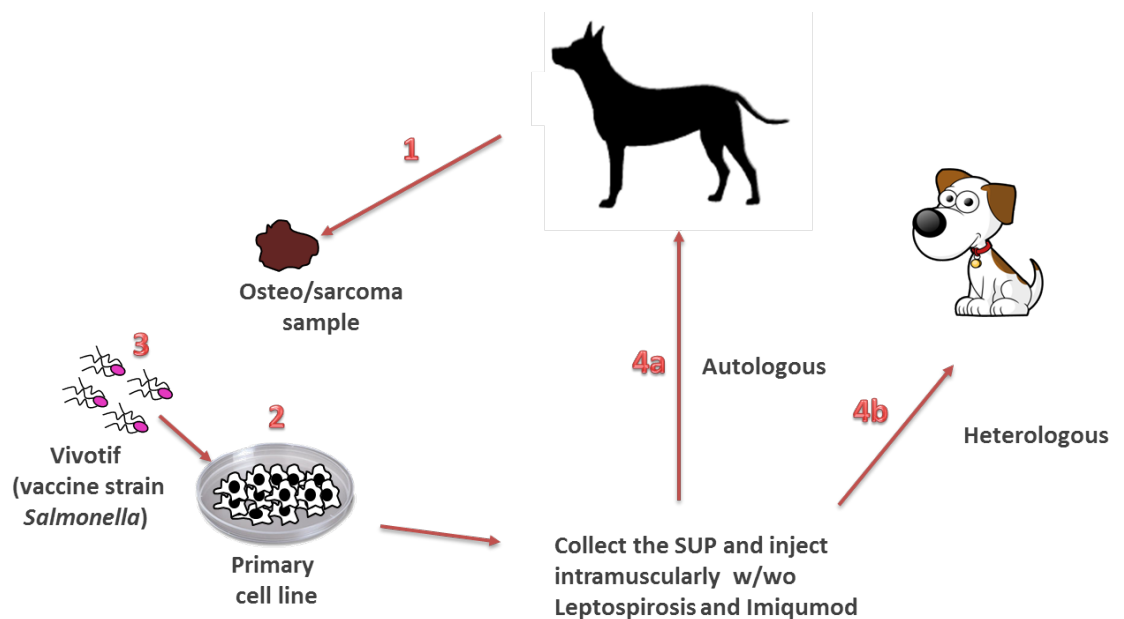 1
Osteo/sarcoma
sample
3
2
Vivotif
(vaccine strain
Salmonella)
Primary
cell line
4a
Autologous
4b
Heterologous
Collect the SUP and inject
intramuscularly w/wo
Leptospirosis and Imiqumod